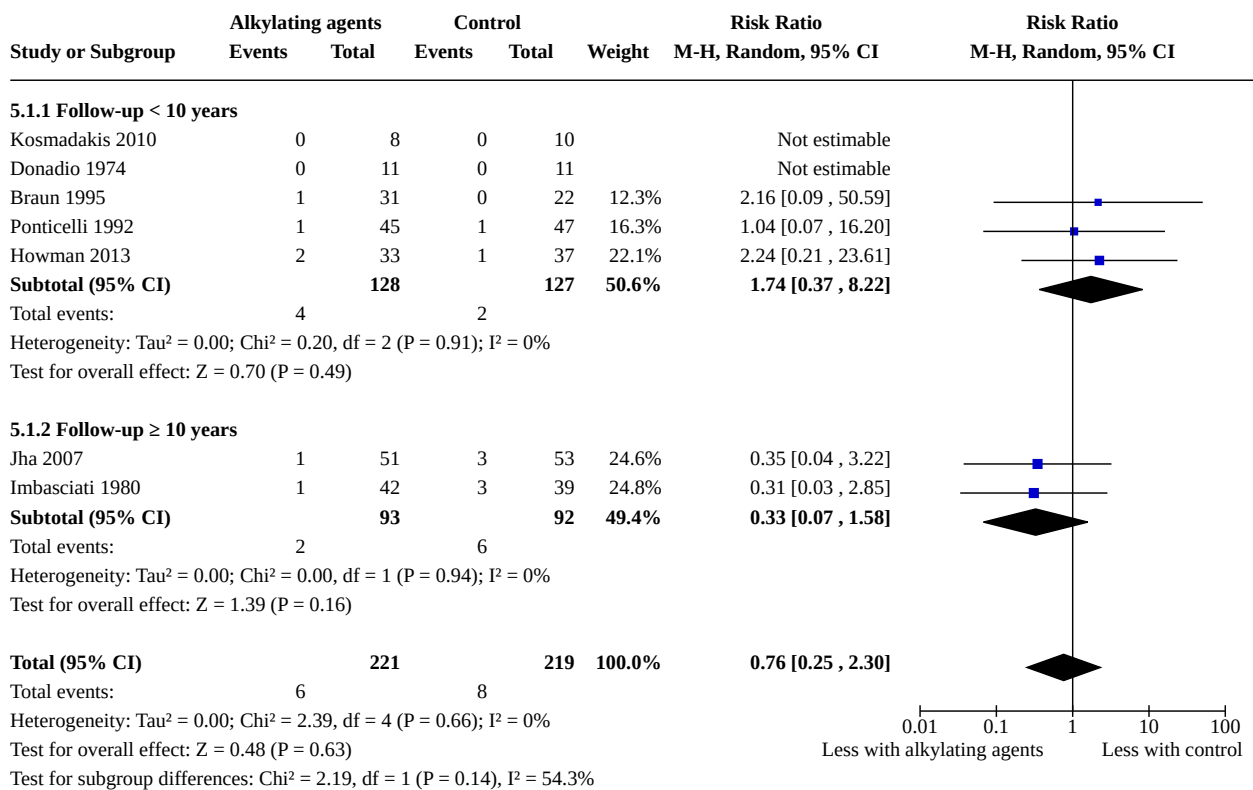 Alkylating agents Control Risk Ratio Risk Ratio
Study or Subgroup Events Total Events Total Weight M-H, Random, 95% CI M-H, Random, 95% CI
5.1.1 Follow-up < 10 years
Kosmadakis 2010 0 8 0 10 Not estimable
Donadio 1974 0 11 0 11 Not estimable
Braun 1995 1 31 0 22 12.3% 2.16 [0.09 , 50.59]
Ponticelli 1992 1 45 1 47 16.3% 1.04 [0.07 , 16.20]
Howman 2013 2 33 1 37 22.1% 2.24 [0.21 , 23.61]
Subtotal (95% CI) 128 127 50.6% 1.74 [0.37 , 8.22]
Total events: 4 2
Heterogeneity: Tau² = 0.00; Chi² = 0.20, df = 2 (P = 0.91); I² = 0%
Test for overall effect: Z = 0.70 (P = 0.49)
5.1.2 Follow-up ≥ 10 years
Jha 2007 1 51 3 53 24.6% 0.35 [0.04 , 3.22]
Imbasciati 1980 1 42 3 39 24.8% 0.31 [0.03 , 2.85]
Subtotal (95% CI) 93 92 49.4% 0.33 [0.07 , 1.58]
Total events: 2 6
Heterogeneity: Tau² = 0.00; Chi² = 0.00, df = 1 (P = 0.94); I² = 0%
Test for overall effect: Z = 1.39 (P = 0.16)
Total (95% CI) 221 219 100.0% 0.76 [0.25 , 2.30]
Total events: 6 8
Heterogeneity: Tau² = 0.00; Chi² = 2.39, df = 4 (P = 0.66); I² = 0%
Test for overall effect: Z = 0.48 (P = 0.63)
Test for subgroup differences: Chi² = 2.19, df = 1 (P = 0.14), I² = 54.3%
0.01 0.1 1 10 100
Less with alkylating agents Less with control